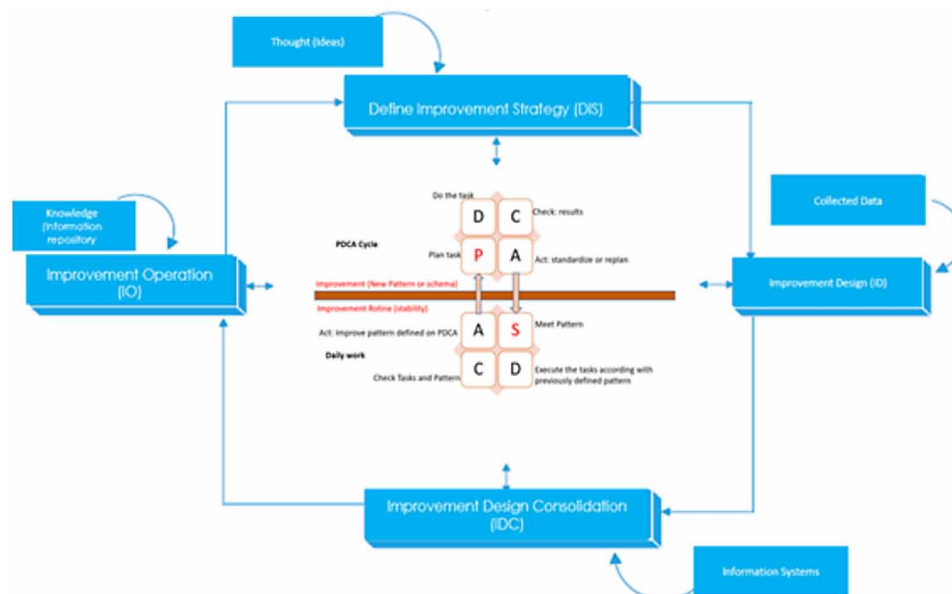 Thought (Ideas)
Define Improvement Strategy (DIS)
Knowledge
(Information
repository
Improvement Operation
(IO)
Collected Data
Improvement Design (ID)
Do the task
D
C
Check: results
PDCA Cycle
Plan task
P
A
Act: standardize or replan
Improvement (New Pattern or schema)
Improvement Rotine (stability)
Act: Improve pattern defined on PDCA
A
S
Meet Pattern
Daily work
Check Tasks and Pattern
C
D
Execute the tasks according with
previously defined pattern
Improvement Design Consolidation
(IDC)
Information Systems